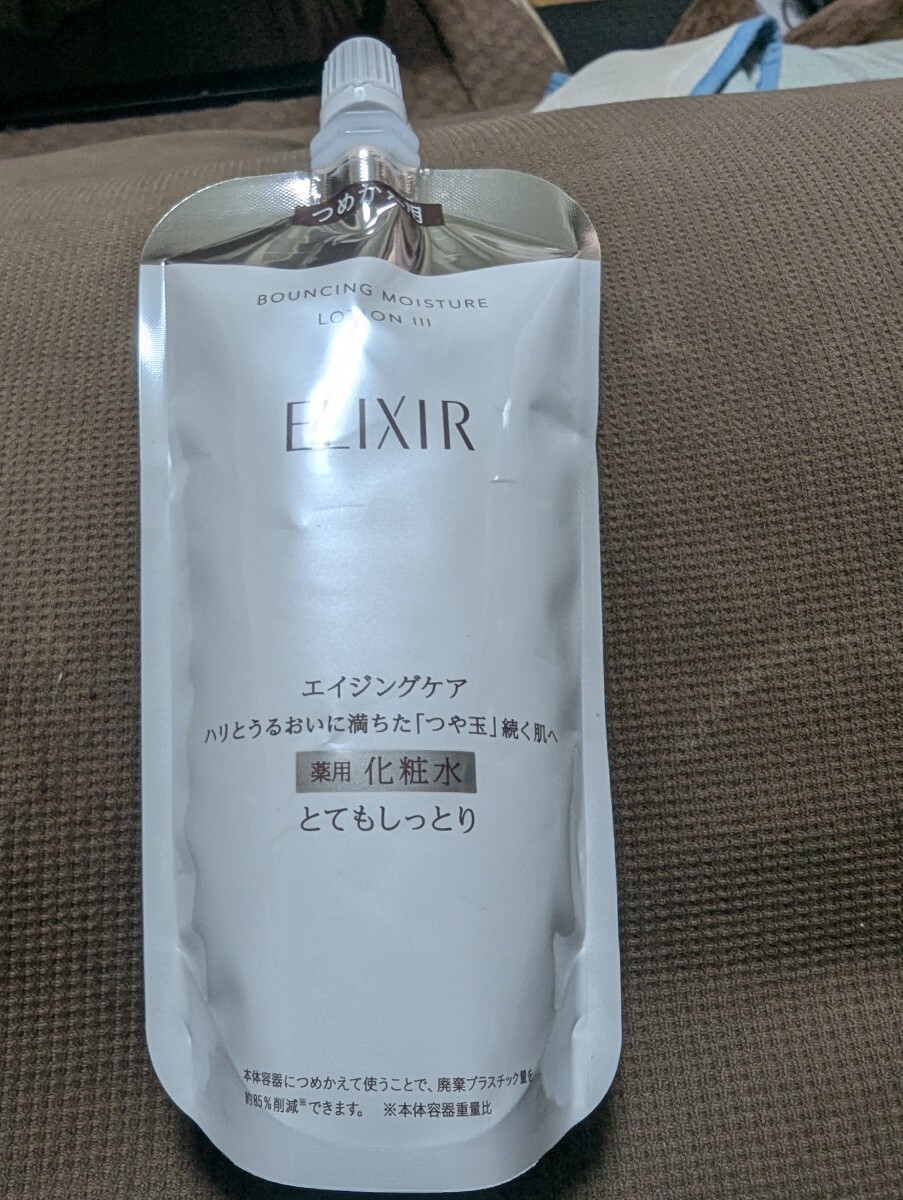 つめかえ用
BOUNCING MOISTURE
LOTION III
ELIXIR
エイジングケア
ハリとうるおいに満ちた「つや玉」続く肌へ
薬用 化粧水
とてもしっとり
本体容器につめかえて使うことで、廃棄プラスチック量を
約85%削減※できます。 ※本体容器重量比